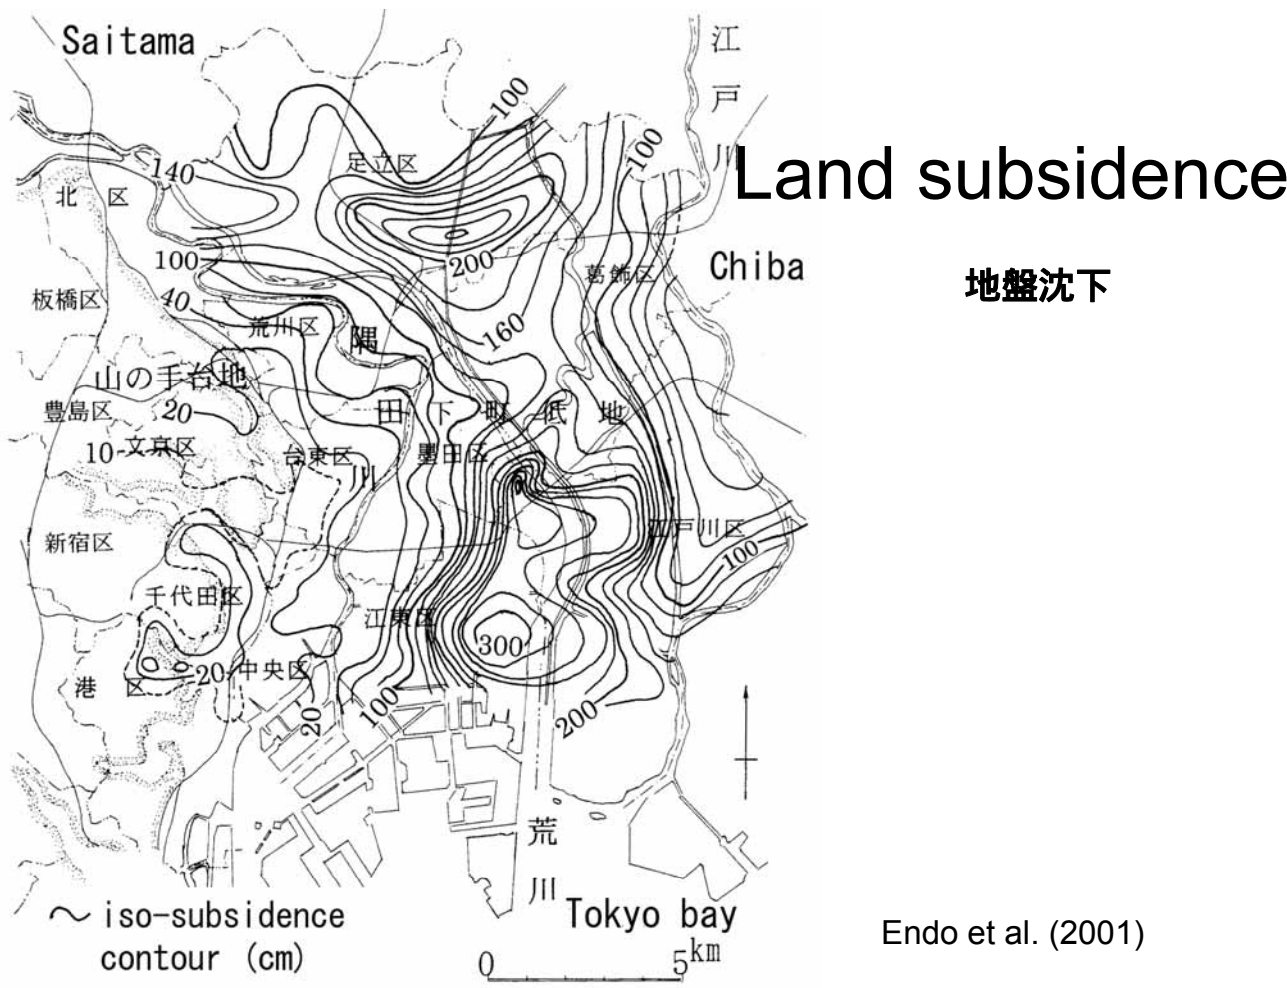 Saitama
江戸川
100
100
足立区
140
北区
Land subsidence
200
葛飾区
Chiba
100
地盤沈下
板橋区
40
荒川区
160
隅田川
山の手台地
豊島区
20
下町低地
10
文京区
台東区
墨田区
新宿区
江戸川区
100
千代田区
江東区
300
20
中央区
港区
20
100
200
荒川
iso-subsidence
contour (cm)
Tokyo bay
0 5km
Endo et al. (2001)